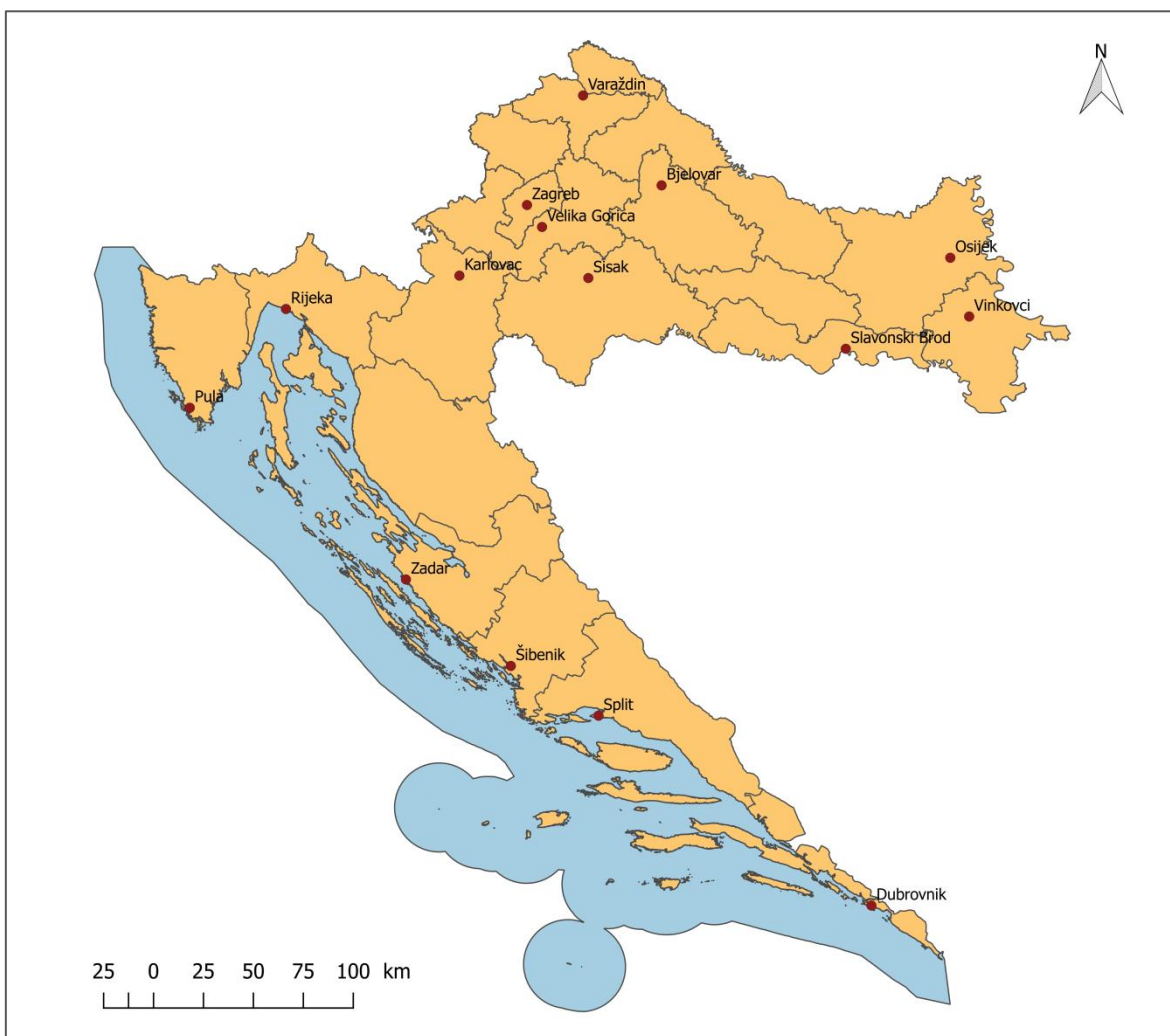 N
Varaždin
Bjelovar
Zagreb
Velika Gorica
Osijek
Karlovac
Sisak
Rijeka
Vinkovci
Slavonski Brod
Pula
Zadar
Šibenik
Split
Dubrovnik
25 0 25 50 75 100 km